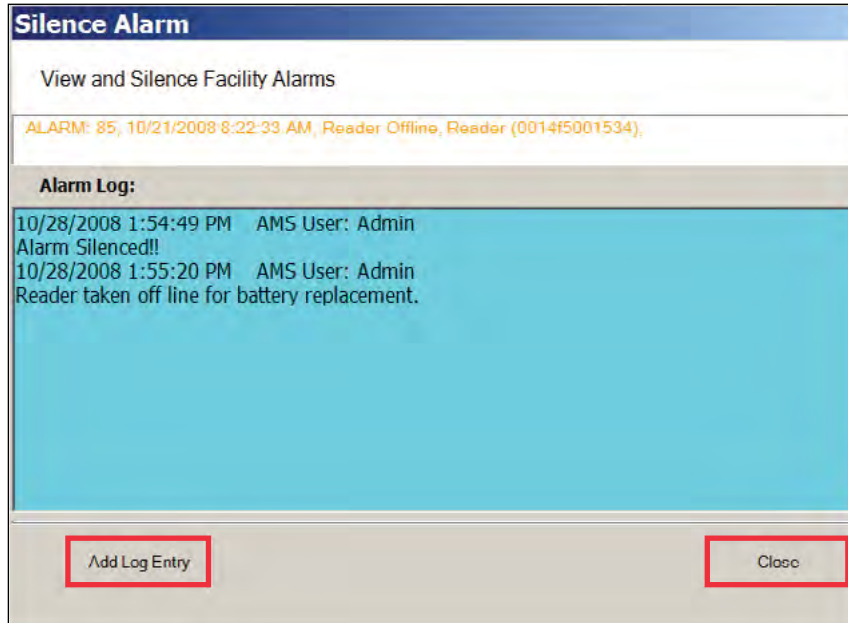 Silence Alarm
View and Silence Facility Alarms
ALARM: 85, 10/21/2008 8:22:33 AM, Reader Offline, Reader (0014f5001534),
Alarm Log:
10/28/2008 1:54:49 PM AMS User: Admin
Alarm Silenced!!
10/28/2008 1:55:20 PM AMS User: Admin
Reader taken off line for battery replacement.
Add Log Entry
Close